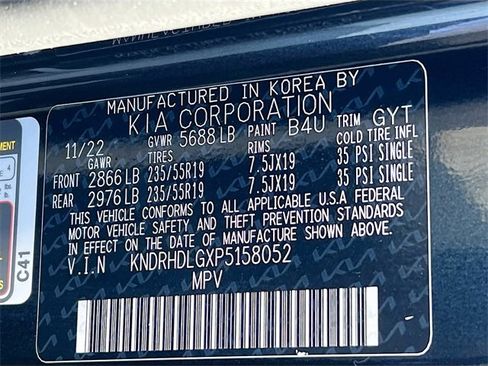 MANUFACTURED IN KOREA BY
KIA CORPORATION
11/22 GVWR 5688 LB PAINT B4U TRIM GYT
GAWR TIRES RIMS COLD TIRE INFL
FRONT 2866 LB 235/55R19 7.5JX19 35 PSI SINGLE
REAR 2976 LB 235/55R19 7.5JX19 35 PSI SINGLE
THIS VEHICLE CONFORMS TO ALL APPLICABLE U.S.A FEDERAL
MOTOR VEHICLE SAFETY AND THEFT PREVENTION STANDARDS
IN EFFECT ON THE DATE OF MANUFACTURE SHOWN ABOVE.
V.I.N KNDRHDLGXP5158052
MPV
C41
4
lbs.